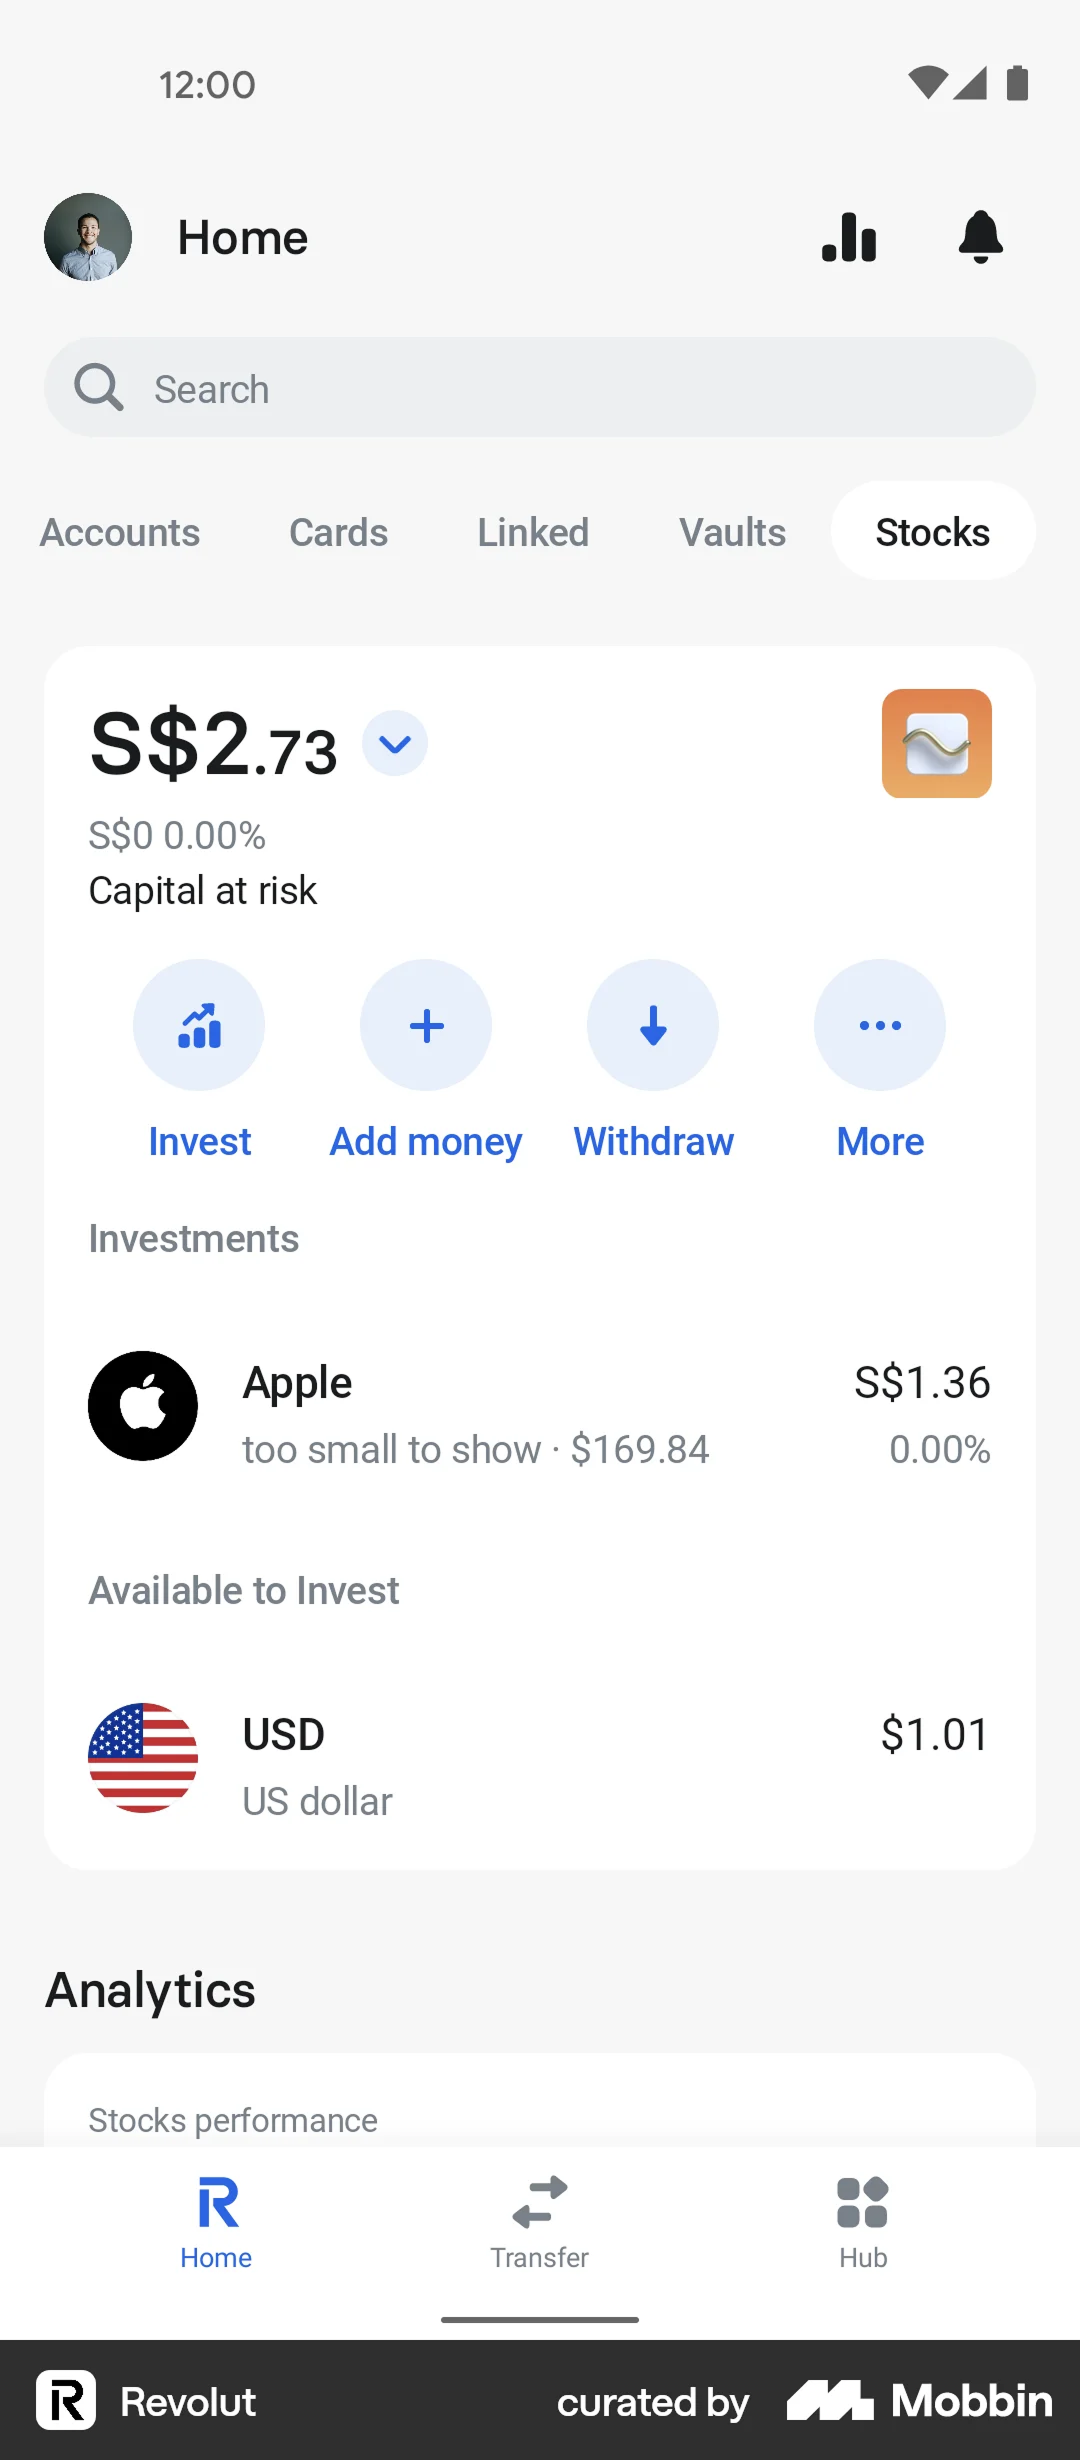 12:00
Home
Search
Accounts Cards Linked Vaults Stocks
S$2.73
S$0 0.00%
Capital at risk
Invest Add money Withdraw More
Investments
Apple S$1.36
too small to show · $169.84 0.00%
Available to Invest
USD $1.01
US dollar
Analytics
Stocks performance
Home Transfer Hub
Revolut curated by Mobbin